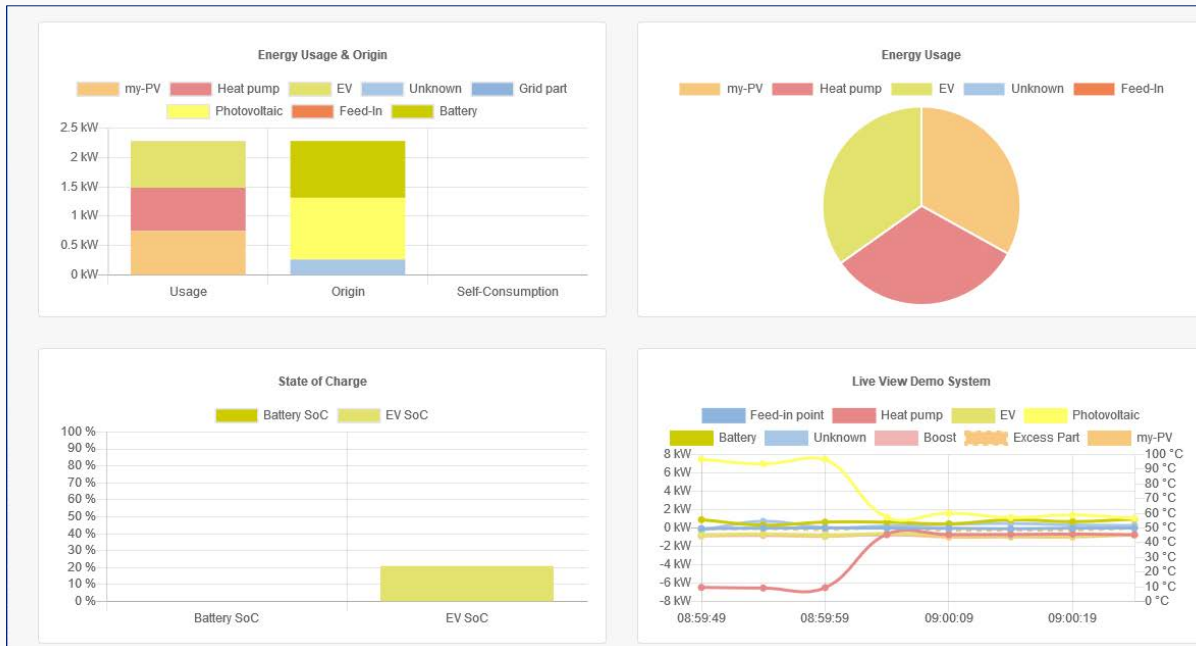 Energy Usage & Origin
my-PV Heat pump EV Unknown Grid part
Photovoltaic Feed-In Battery
2.5 kW
2 kW
1.5 kW
1 kW
0.5 kW
0 kW
Usage Origin Self-Consumption
Energy Usage
my-PV Heat pump EV Unknown Feed-In
State of Charge
Battery SoC EV SoC
100 %
90 %
80 %
70 %
60 %
50 %
40 %
30 %
20 %
10 %
0 %
Battery SoC EV SoC
Live View Demo System
Feed-in point Heat pump EV Photovoltaic
Battery Unknown Boost Excess Part my-PV
8 kW
6 kW
4 kW
2 kW
0 kW
-2 kW
-4 kW
-6 kW
-8 kW
100 °C
90 °C
80 °C
70 °C
60 °C
50 °C
40 °C
30 °C
20 °C
10 °C
0 °C
08:59:49 08:59:59 09:00:09 09:00:19